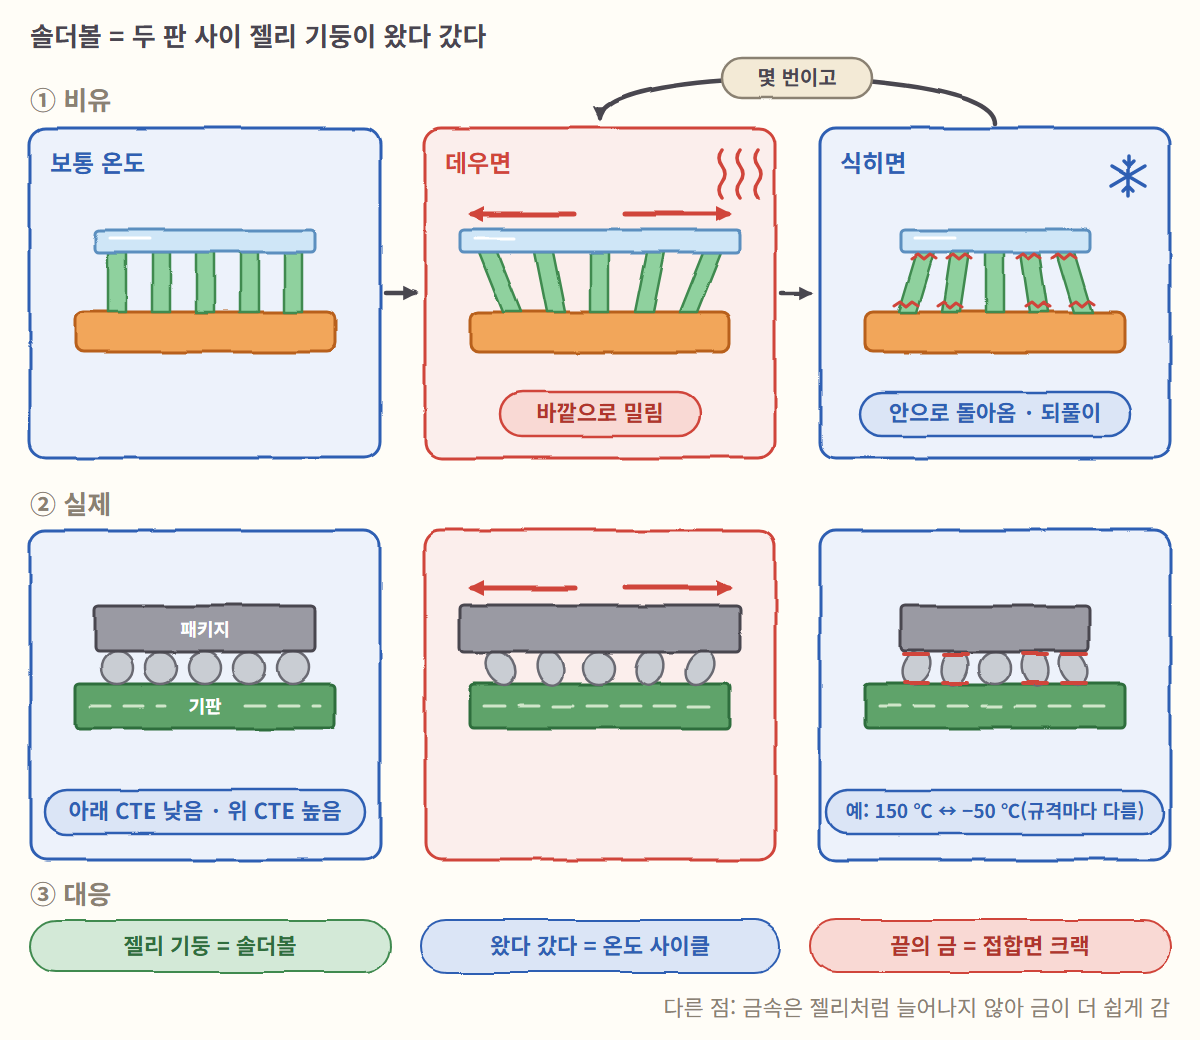 솔더볼 = 두 판 사이 젤리 기둥이 왔다 갔다
몇 번이고
① 비유
보통 온도
데우면
식히면
바깥으로 밀림
안으로 돌아옴 · 되풀이
② 실제
패키지
기판
아래 CTE 낮음 · 위 CTE 높음
예: 150 ℃ ↔ −50 ℃(규격마다 다름)
③ 대응
젤리 기둥 = 솔더볼
왔다 갔다 = 온도 사이클
끝의 금 = 접합면 크랙
다른 점: 금속은 젤리처럼 늘어나지 않아 금이 더 쉽게 감